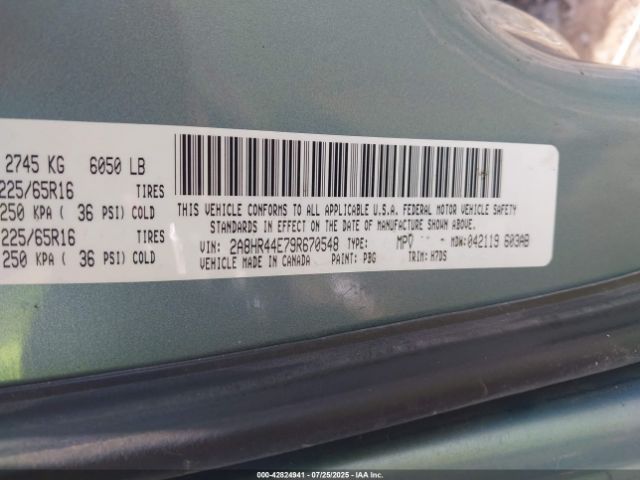 2745 KG 6050 LB
225/65R16 TIRES
250 KPA ( 36 PSI) COLD
225/65R16 TIRES
250 KPA ( 36 PSI) COLD
THIS VEHICLE CONFORMS TO ALL APPLICABLE U.S.A. FEDERAL MOTOR VEHICLE SAFETY
STANDARDS IN EFFECT ON THE DATE OF MANUFACTURE SHOWN ABOVE.
VIN: 2A8HR44E79R670548 TYPE: MPV MDH: 042119 603AB
VEHICLE MADE IN CANADA PAINT: PBG TRIM: H7DS
000-42824941 - 07/25/2025 - Copart, Inc.